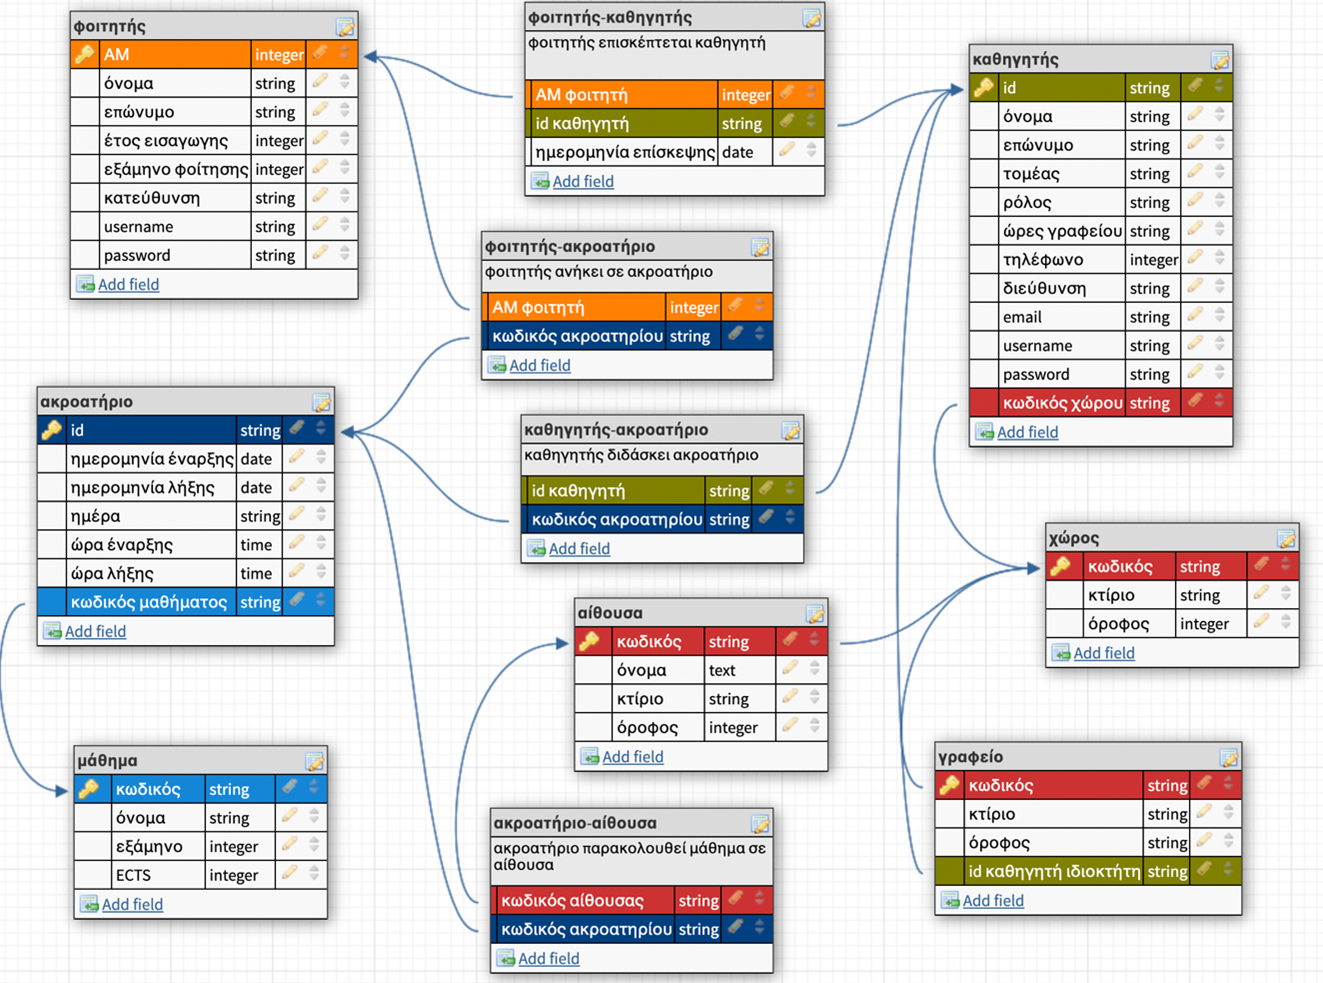 φοιτητής
ΑΜ integer
όνομα string
επώνυμο string
έτος εισαγωγης integer
εξάμηνο φοίτησης integer
κατεύθυνση string
username string
password string
Add field
φοιτητής-καθηγητής
φοιτητής επισκέπτεται καθηγητή
ΑΜ φοιτητή integer
id καθηγητή string
ημερομηνία επίσκεψης date
Add field
καθηγητής
id string
όνομα string
επώνυμο string
τομέας string
ρόλος string
ώρες γραφείου string
τηλέφωνο integer
διεύθυνση string
email string
username string
password string
κωδικός χώρου string
Add field
φοιτητής-ακροατήριο
φοιτητής ανήκει σε ακροατήριο
ΑΜ φοιτητή integer
κωδικός ακροατηρίου string
Add field
ακροατήριο
id string
ημερομηνία έναρξης date
ημερομηνία λήξης date
ημέρα string
ώρα έναρξης time
ώρα λήξης time
κωδικός μαθήματος string
Add field
καθηγητής-ακροατήριο
καθηγητής διδάσκει ακροατήριο
id καθηγητή string
κωδικός ακροατηρίου string
Add field
χώρος
κωδικός string
κτίριο string
όροφος integer
Add field
αίθουσα
κωδικός string
όνομα text
κτίριο string
όροφος integer
Add field
μάθημα
κωδικός string
όνομα string
εξάμηνο integer
ECTS integer
Add field
ακροατήριο-αίθουσα
ακροατήριο παρακολουθεί μάθημα σε
αίθουσα
κωδικός αίθουσας string
κωδικός ακροατηρίου string
Add field
γραφείο
κωδικός string
κτίριο string
όροφος string
id καθηγητή ιδιοκτήτη string
Add field